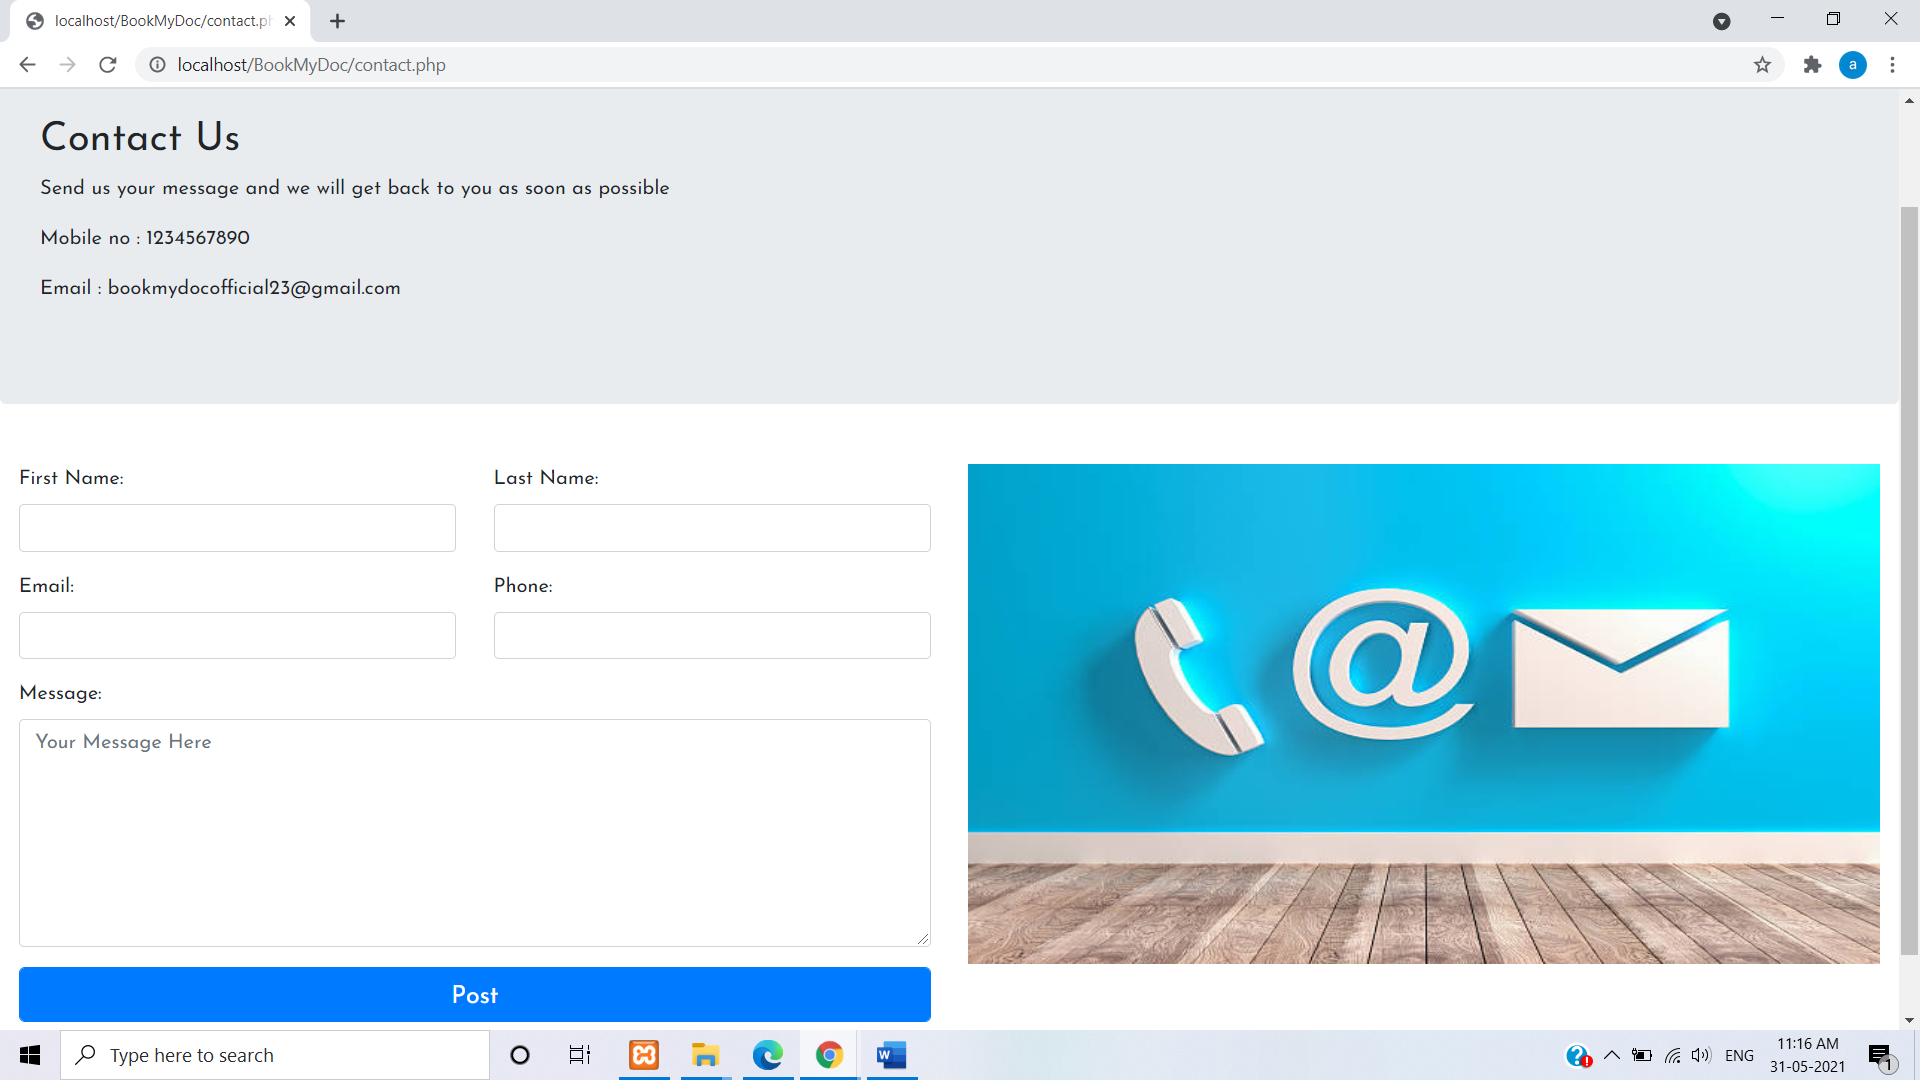 localhost/BookMyDoc/contact.ph
localhost/BookMyDoc/contact.php
a
Contact Us
Send us your message and we will get back to you as soon as possible
Mobile no : 1234567890
Email : bookmydocofficial23@gmail.com
First Name:
Last Name:
Email:
Phone:
@
Message:
Your Message Here
Post
Type here to search
W
ENG
11:16 AM
31-05-2021
1